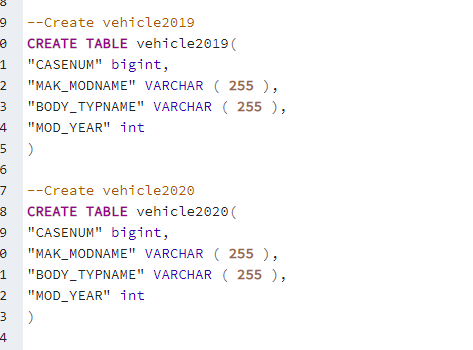 8
9 --Create vehicle2019
0 CREATE TABLE vehicle2019(
1 "CASENUM" bigint,
2 "MAK_MODNAME" VARCHAR ( 255 ),
3 "BODY_TYPNAME" VARCHAR ( 255 ),
4 "MOD_YEAR" int
5 )
6
7 --Create vehicle2020
8 CREATE TABLE vehicle2020(
9 "CASENUM" bigint,
0 "MAK_MODNAME" VARCHAR ( 255 ),
1 "BODY_TYPNAME" VARCHAR ( 255 ),
2 "MOD_YEAR" int
3 )
4